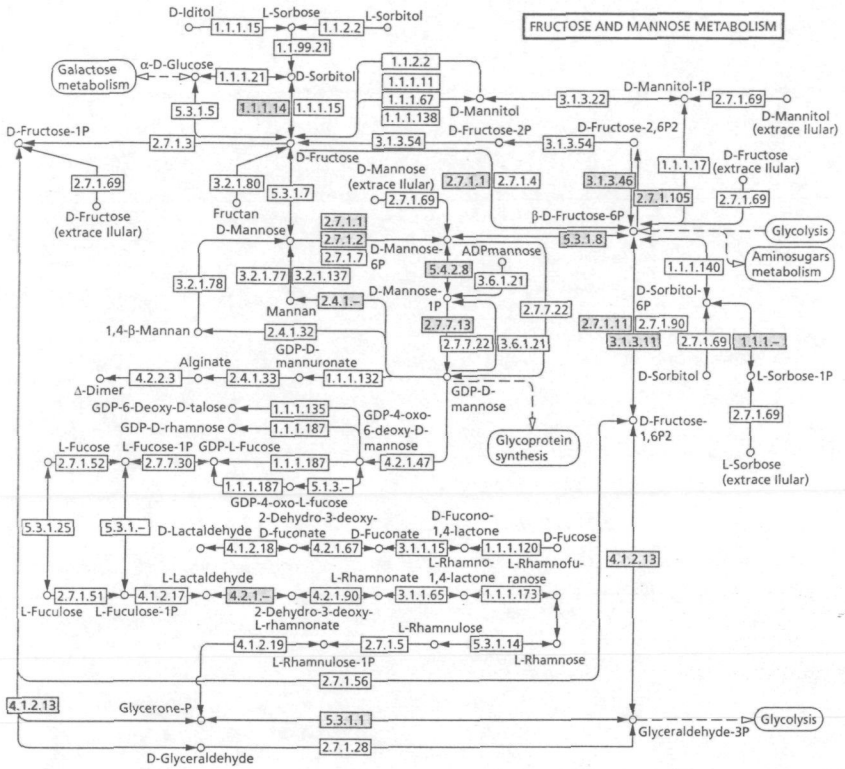 FRUCTOSE AND MANNOSE METABOLISM
D-Iditol
1.1.1.15
L-Sorbose
1.1.2.2
L-Sorbitol
1.1.99.21
Galactose
metabolism
α-D-Glucose
1.1.1.21
D-Sorbitol
1.1.2.2
1.1.1.11
1.1.1.67
1.1.1.138
D-Mannitol
3.1.3.22
D-Mannitol-1P
2.7.1.69
D-Mannitol
(extrace Ilular)
5.3.1.5
1.1.1.14
1.1.1.15
D-Fructose-1P
2.7.1.3
D-Fructose
3.1.3.54
D-Fructose-2P
3.1.3.54
D-Fructose-2,6P2
1.1.1.17
D-Fructose
(extrace Ilular)
2.7.1.69
2.7.1.69
D-Fructose
(extrace Ilular)
3.2.1.80
Fructan
5.3.1.7
D-Mannose
(extrace Ilular)
2.7.1.69
2.7.1.1
2.7.1.4
3.1.3.46
2.7.1.105
β-D-Fructose-6P
Glycolysis
D-Mannose
2.7.1.1
2.7.1.2
2.7.1.7
D-Mannose-
6P
5.3.1.8
Aminosugars
metabolism
ADPmannose
5.4.2.8
3.6.1.21
1.1.1.140
3.2.1.78
3.2.1.77
3.2.1.137
Mannan
2.4.1.–
D-Mannose-
1P
2.7.7.13
2.7.7.22
D-Sorbitol-
6P
1,4-β-Mannan
2.4.1.32
2.7.7.22
3.6.1.21
2.7.1.11
2.7.1.90
3.1.3.11
2.7.1.69
1.1.1.–
Alginate
GDP-D-
mannuronate
Δ-Dimer
4.2.2.3
2.4.1.33
1.1.1.132
GDP-D-
mannose
D-Sorbitol
L-Sorbose-1P
GDP-6-Deoxy-D-talose
1.1.1.135
GDP-D-rhamnose
1.1.1.187
GDP-4-oxo-
6-deoxy-D-
mannose
Glycoprotein
synthesis
D-Fructose-
1,6P2
2.7.1.69
L-Sorbose
(extrace Ilular)
L-Fucose
2.7.1.52
L-Fucose-1P
2.7.7.30
GDP-L-Fucose
1.1.1.187
4.2.1.47
1.1.1.187
5.1.3.–
GDP-4-oxo-L-fucose
5.3.1.25
5.3.1.–
D-Lactaldehyde
4.1.2.18
2-Dehydro-3-deoxy-
D-fuconate
4.2.1.67
D-Fuconate
3.1.1.15
D-Fucono-
1,4-lactone
1.1.1.120
D-Fucose
4.1.2.13
L-Fuculose
2.7.1.51
L-Fuculose-1P
4.1.2.17
L-Lactaldehyde
4.2.1.–
2-Dehydro-3-deoxy-
L-rhamnonate
4.2.1.90
L-Rhamnonate
3.1.1.65
L-Rhamno-
1,4-lactone
1.1.1.173
L-Rhamnofu-
ranose
4.1.2.19
L-Rhamnulose-1P
2.7.1.5
L-Rhamnulose
5.3.1.14
L-Rhamnose
2.7.1.56
4.1.2.13
Glycerone-P
5.3.1.1
Glyceraldehyde-3P
Glycolysis
D-Glyceraldehyde
2.7.1.28